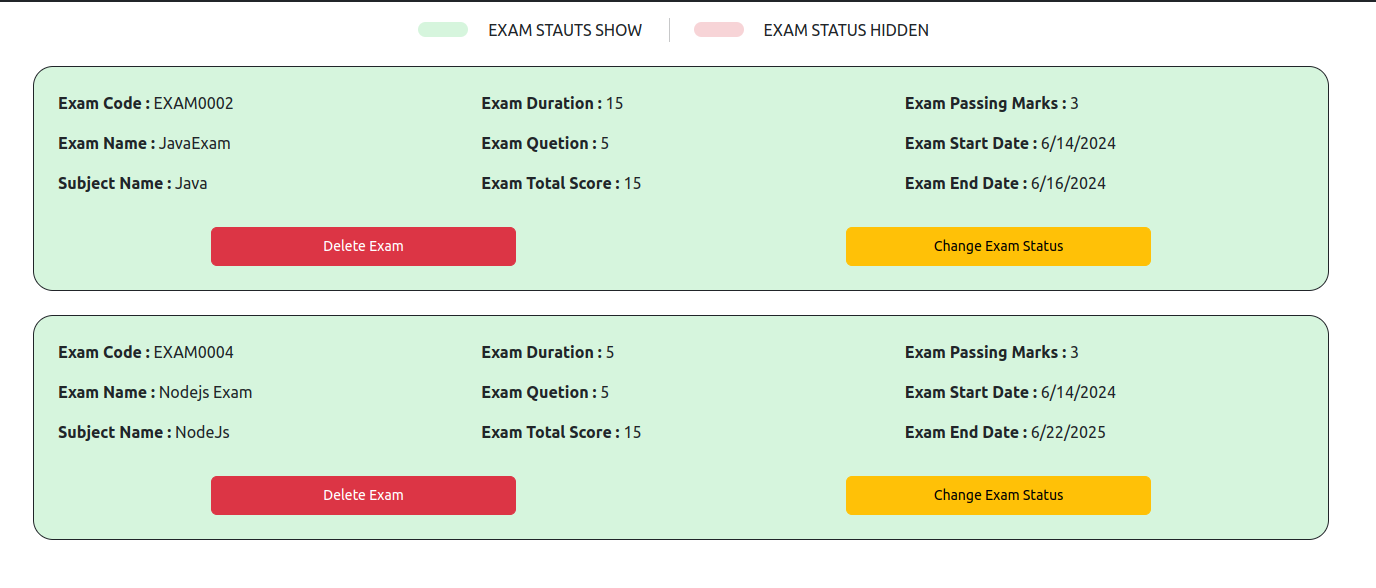 EXAM STAUTS SHOW EXAM STATUS HIDDEN
Exam Code : EXAM0002 Exam Duration : 15 Exam Passing Marks : 3
Exam Name : JavaExam Exam Quetion : 5 Exam Start Date : 6/14/2024
Subject Name : Java Exam Total Score : 15 Exam End Date : 6/16/2024
Delete Exam Change Exam Status
Exam Code : EXAM0004 Exam Duration : 5 Exam Passing Marks : 3
Exam Name : Nodejs Exam Exam Quetion : 5 Exam Start Date : 6/14/2024
Subject Name : NodeJs Exam Total Score : 15 Exam End Date : 6/22/2025
Delete Exam Change Exam Status